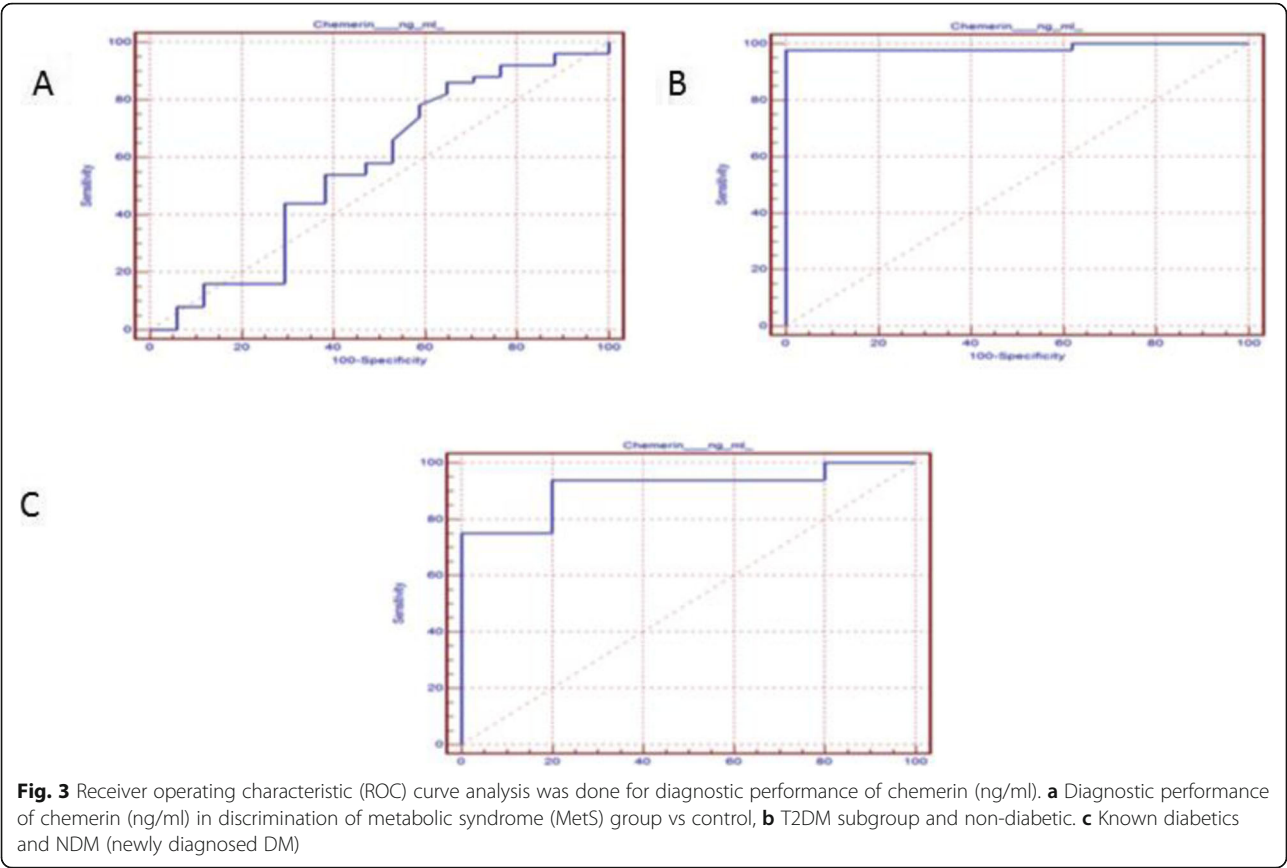 Chemerin___ng_ml_
A
100
80
60
40
20
0
Sensitivity
0 20 40 60 80 100
100-Specificity
Chemerin___ng_ml_
B
100
80
60
40
20
0
Sensitivity
0 20 40 60 80 100
100-Specificity
Chemerin___ng_ml_
C
100
80
60
40
20
0
Sensitivity
0 20 40 60 80 100
Fig. 3 Receiver operating characteristic (ROC) curve analysis was done for diagnostic performance of chemerin (ng/ml). a Diagnostic performance
of chemerin (ng/ml) in discrimination of metabolic syndrome (MetS) group vs control, b T2DM subgroup and non-diabetic. c Known diabetics
and NDM (newly diagnosed DM)